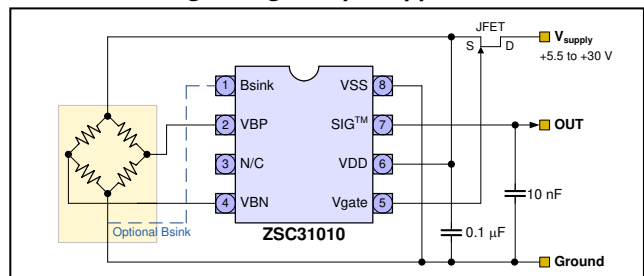 JFET
S D
Vsupply
+5.5 to +30 V
1 Bsink VSS 8
2 VBP SIG™ 7
OUT
3 N/C VDD 6
4 VBN Vgate 5
10 nF
Optional Bsink
ZSC31010
0.1 µF
Ground